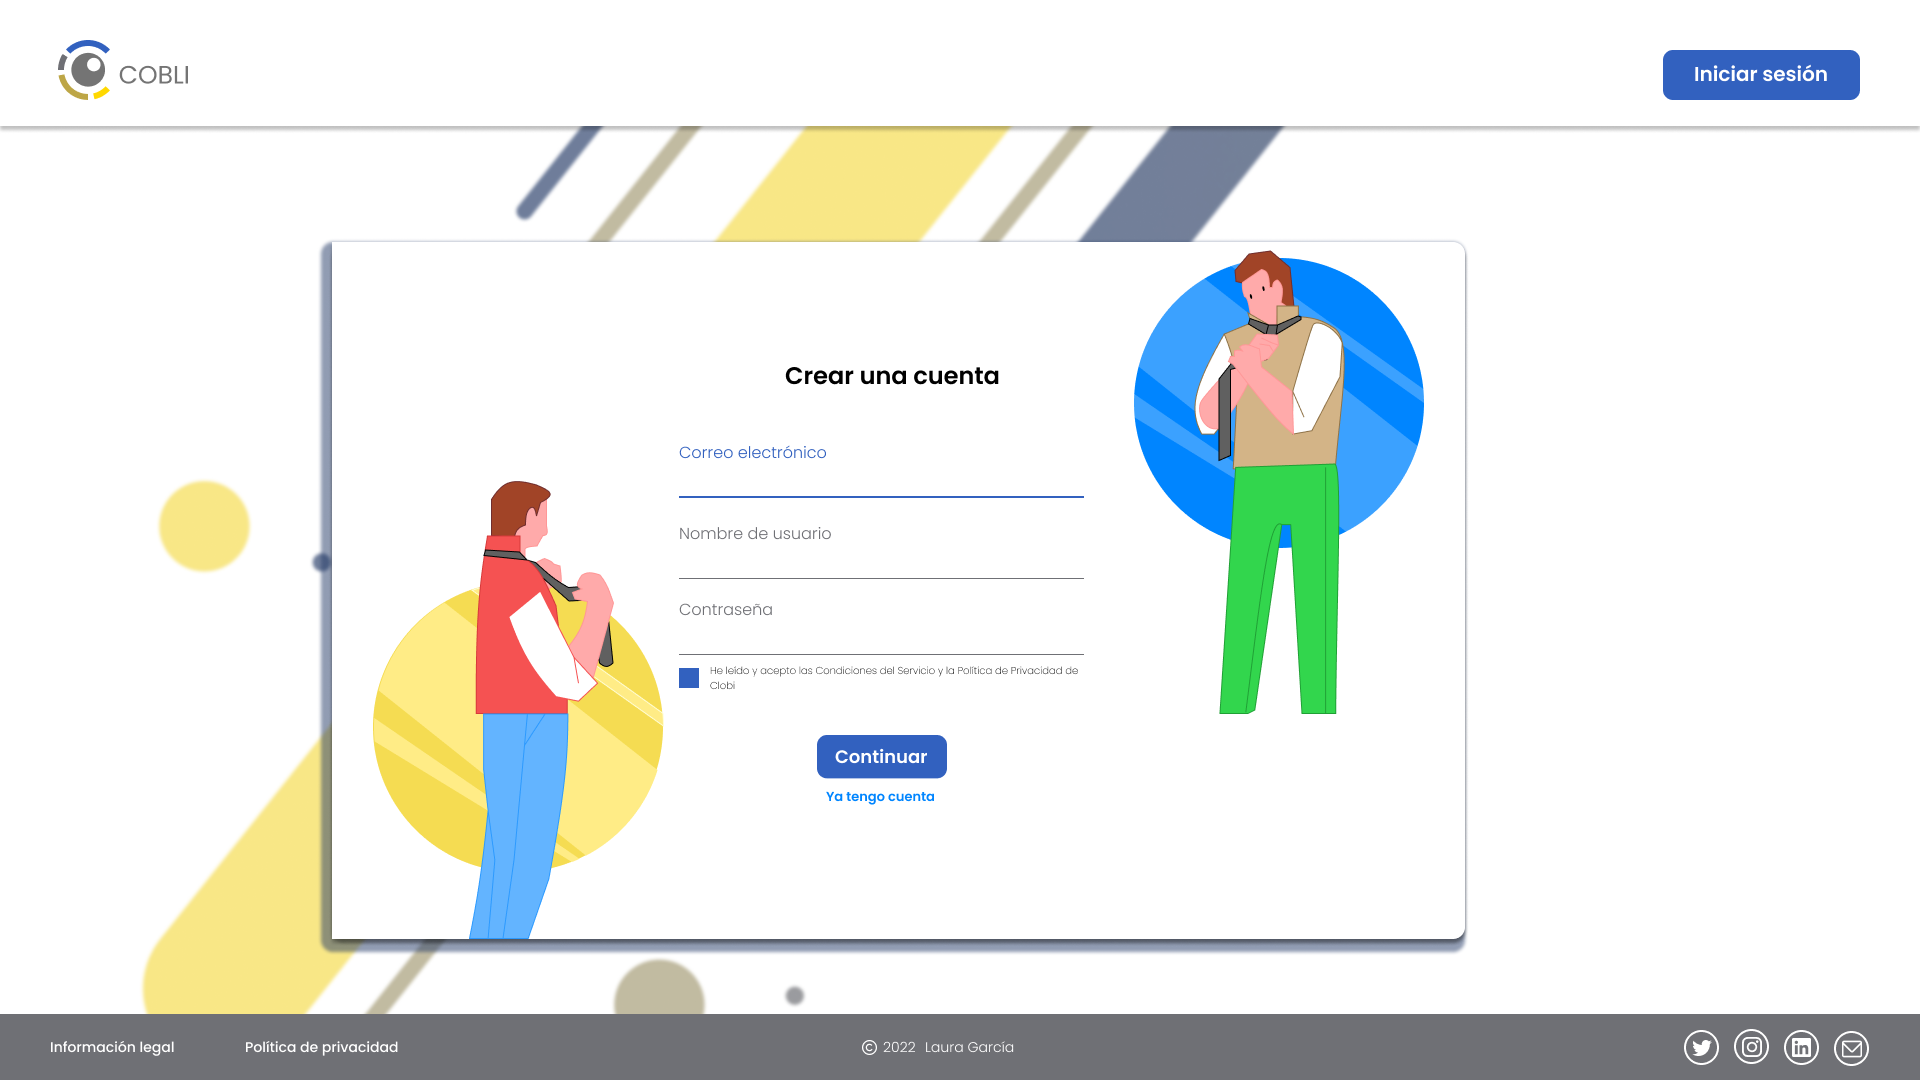 COBLI
Iniciar sesión
Crear una cuenta
Correo electrónico
Nombre de usuario
Contraseña
He leído y acepto las Condiciones del Servicio y la Política de Privacidad de
Clobi
Continuar
Ya tengo cuenta
Información legal
Política de privacidad
© 2022 Laura García